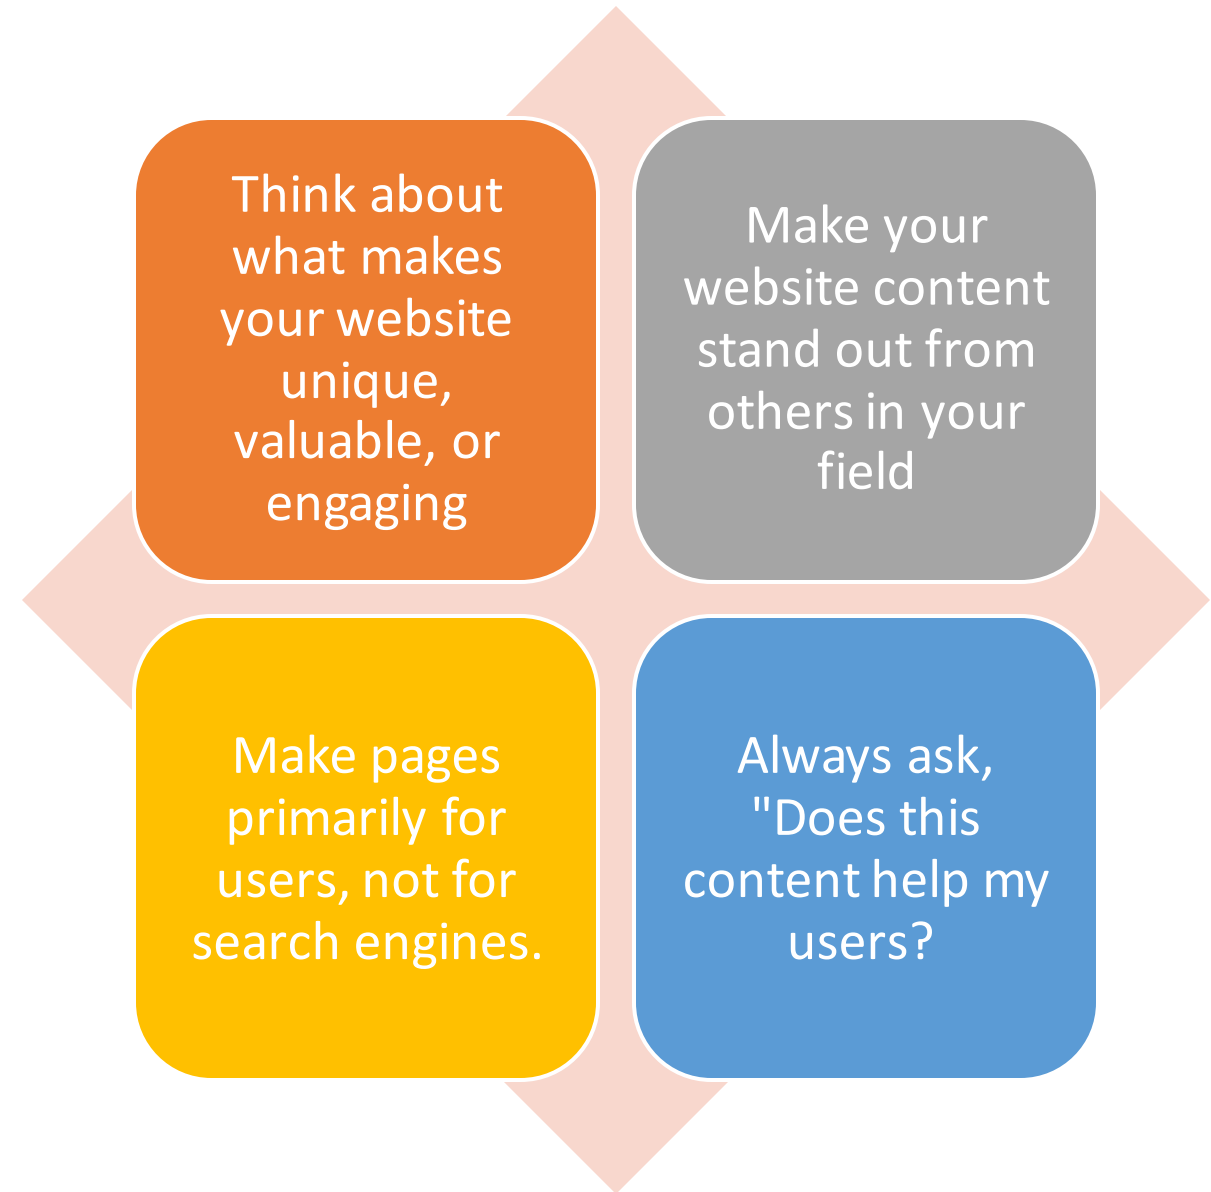 Think about
what makes
your website
unique,
valuable, or
engaging
Make your
website content
stand out from
others in your
field
Make pages
primarily for
users, not for
search engines.
Always ask,
"Does this
content help my
users?